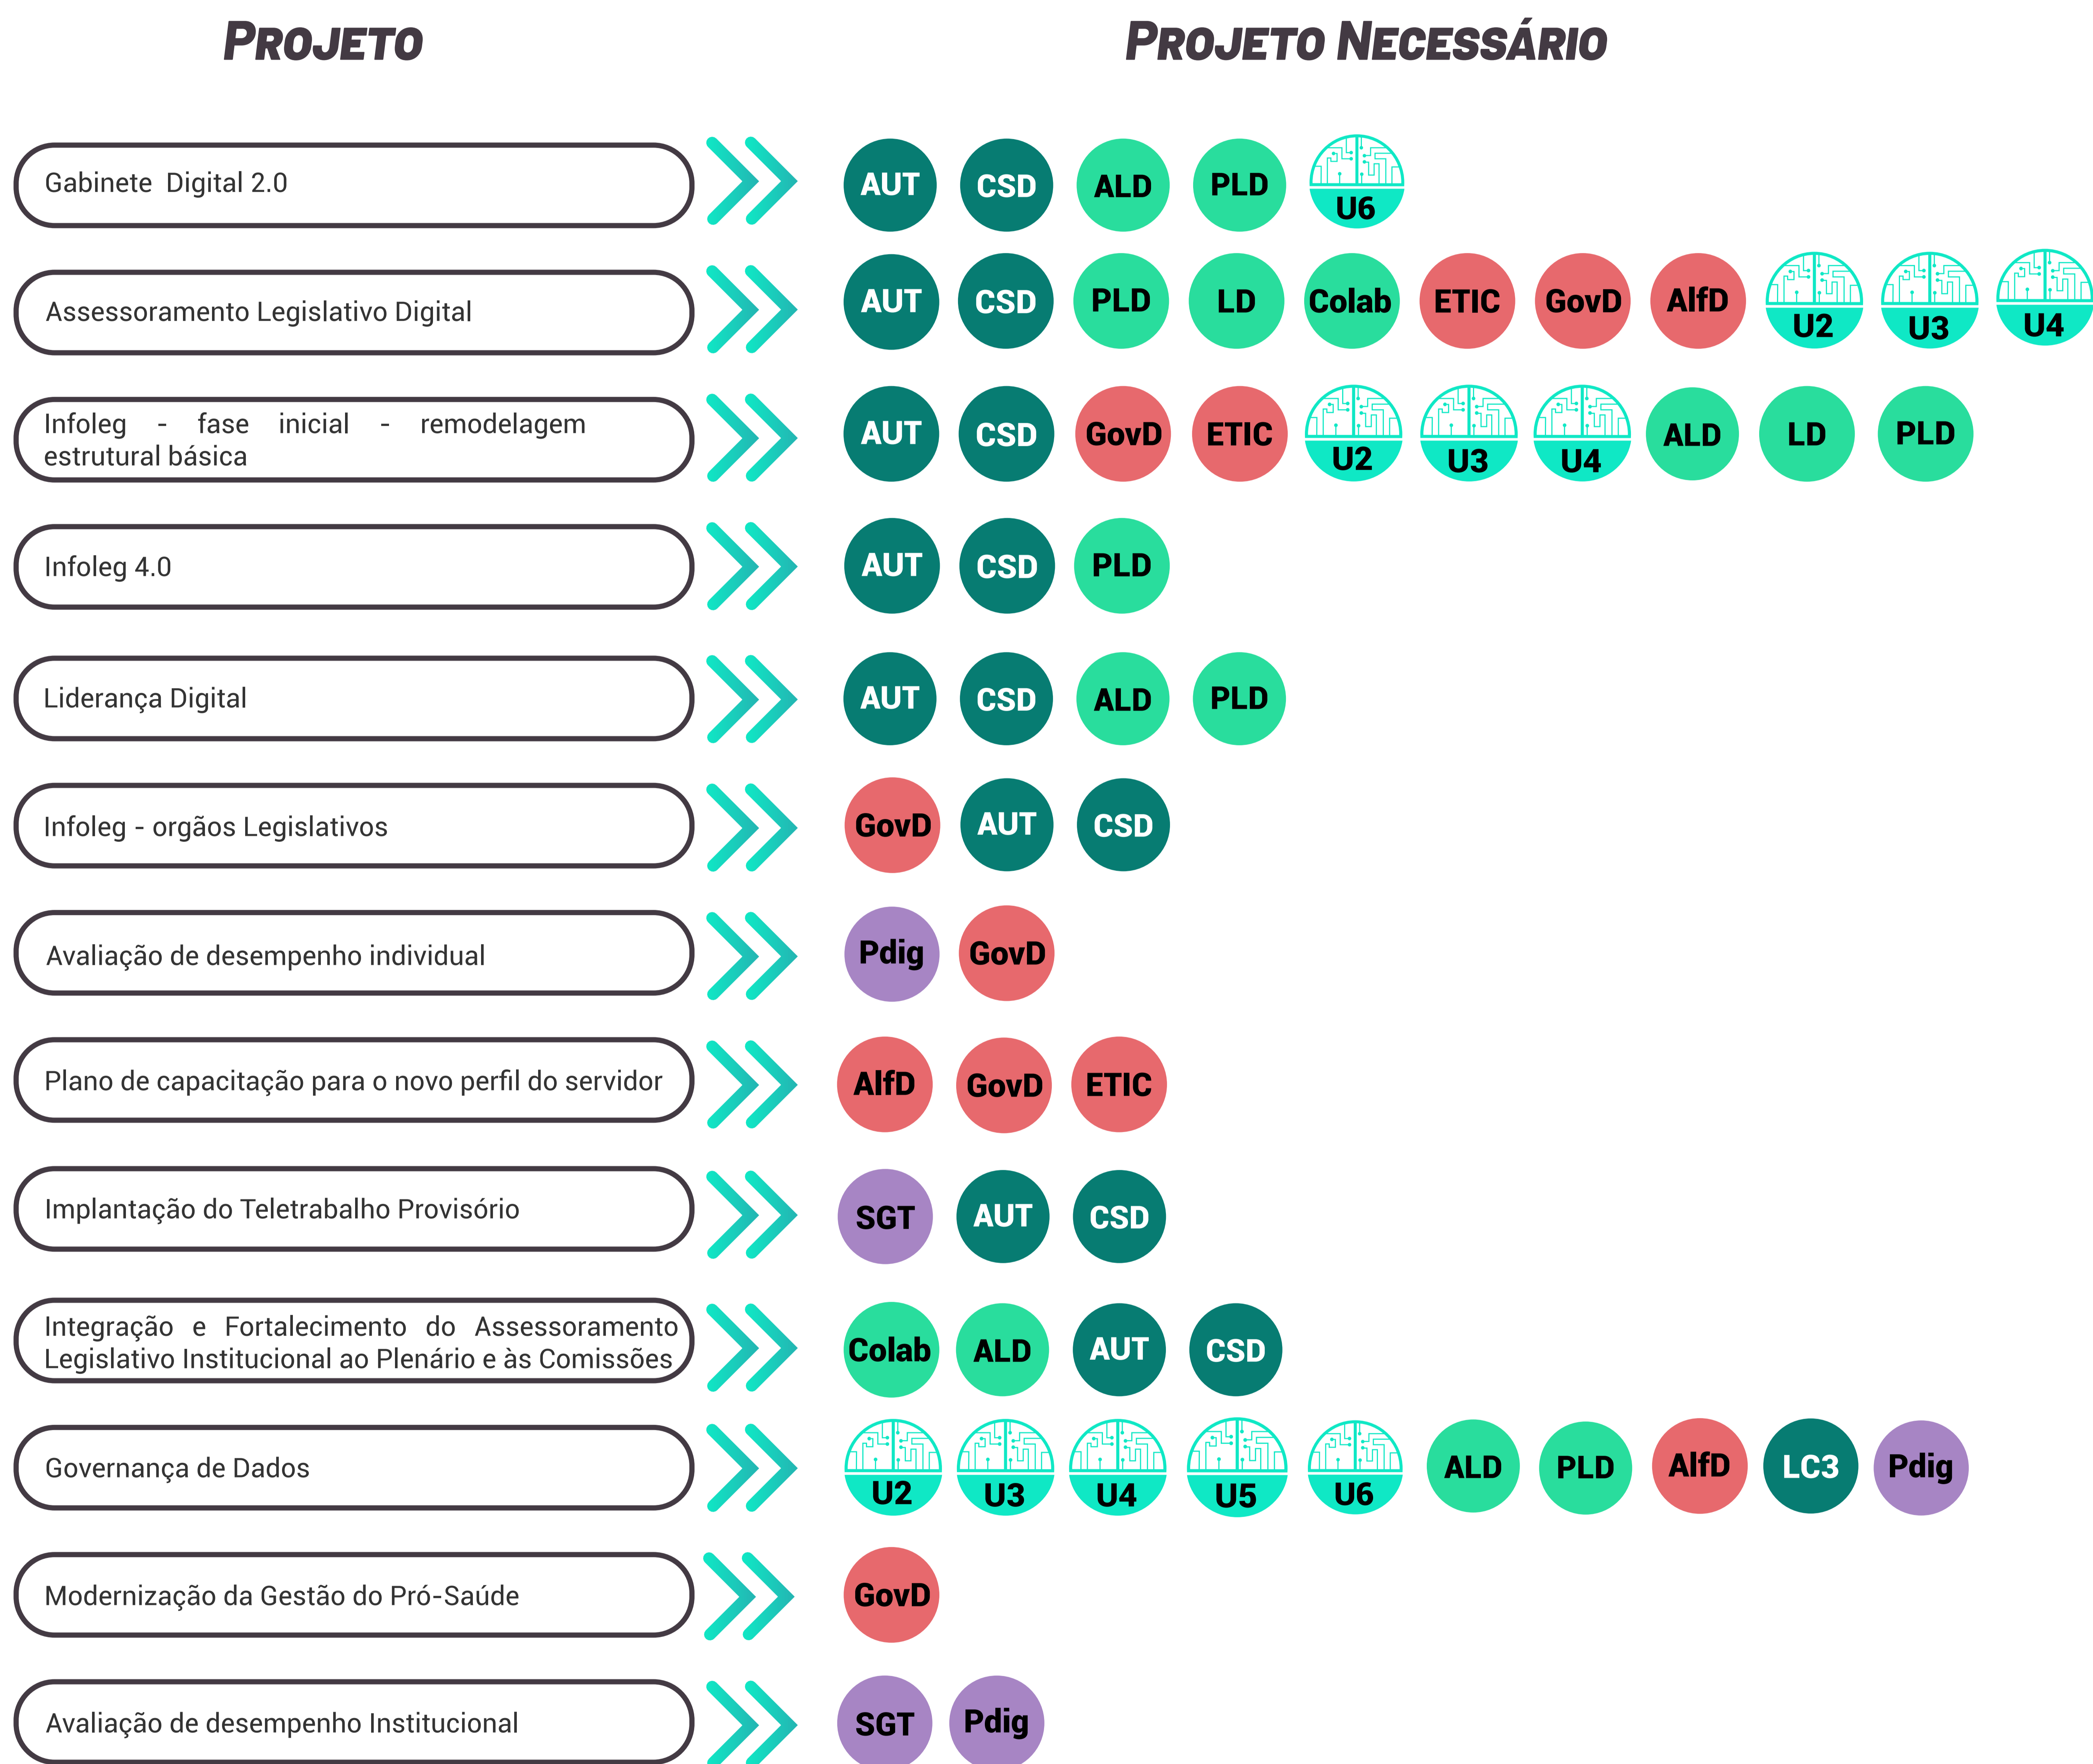 PROJETO
PROJETO NECESSÁRIO
Gabinete Digital 2.0
AUT CSD ALD PLD U6
Assessoramento Legislativo Digital
AUT CSD PLD LD Colab ETIC GovD AlfD U2 U3 U4
Infoleg - fase inicial - remodelagem
estrutural básica
AUT CSD GovD ETIC U2 U3 U4 ALD LD PLD
Infoleg 4.0
AUT CSD PLD
Liderança Digital
AUT CSD ALD PLD
Infoleg - orgãos Legislativos
GovD AUT CSD
Avaliação de desempenho individual
Pdig GovD
Plano de capacitação para o novo perfil do servidor
AlfD GovD ETIC
Implantação do Teletrabalho Provisório
SGT AUT CSD
Integração e Fortalecimento do Assessoramento
Legislativo Institucional ao Plenário e às Comissões
Colab ALD AUT CSD
Governança de Dados
U2 U3 U4 U5 U6 ALD PLD AlfD LC3 Pdig
Modernização da Gestão do Pró-Saúde
GovD
Avaliação de desempenho Institucional
SGT Pdig